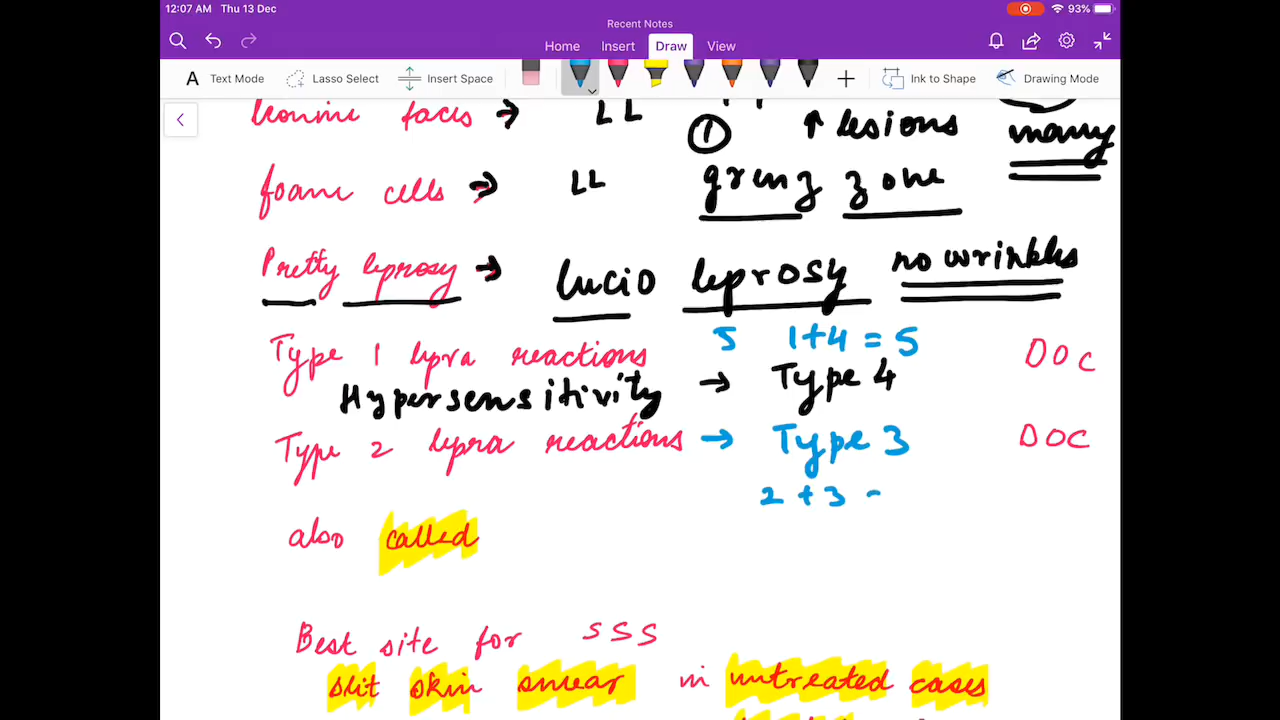 12:07 AM Thu 13 Dec 93%
Recent Notes
Home Insert Draw View
A Text Mode Lasso Select Insert Space + Ink to Shape Drawing Mode
leonine faces → LL ① ↑ lesions many
foam cells → LL grenz zone
Pretty leprosy → lucio leprosy no wrinkles
5 1+4 = 5
Type 1 lepra reactions DOC
Hypersensitivity → Type 4
Type 2 lepra reactions → Type 3 DOC
2 + 3 -
also called
Best site for SSS
slit skin smear in untreated cases